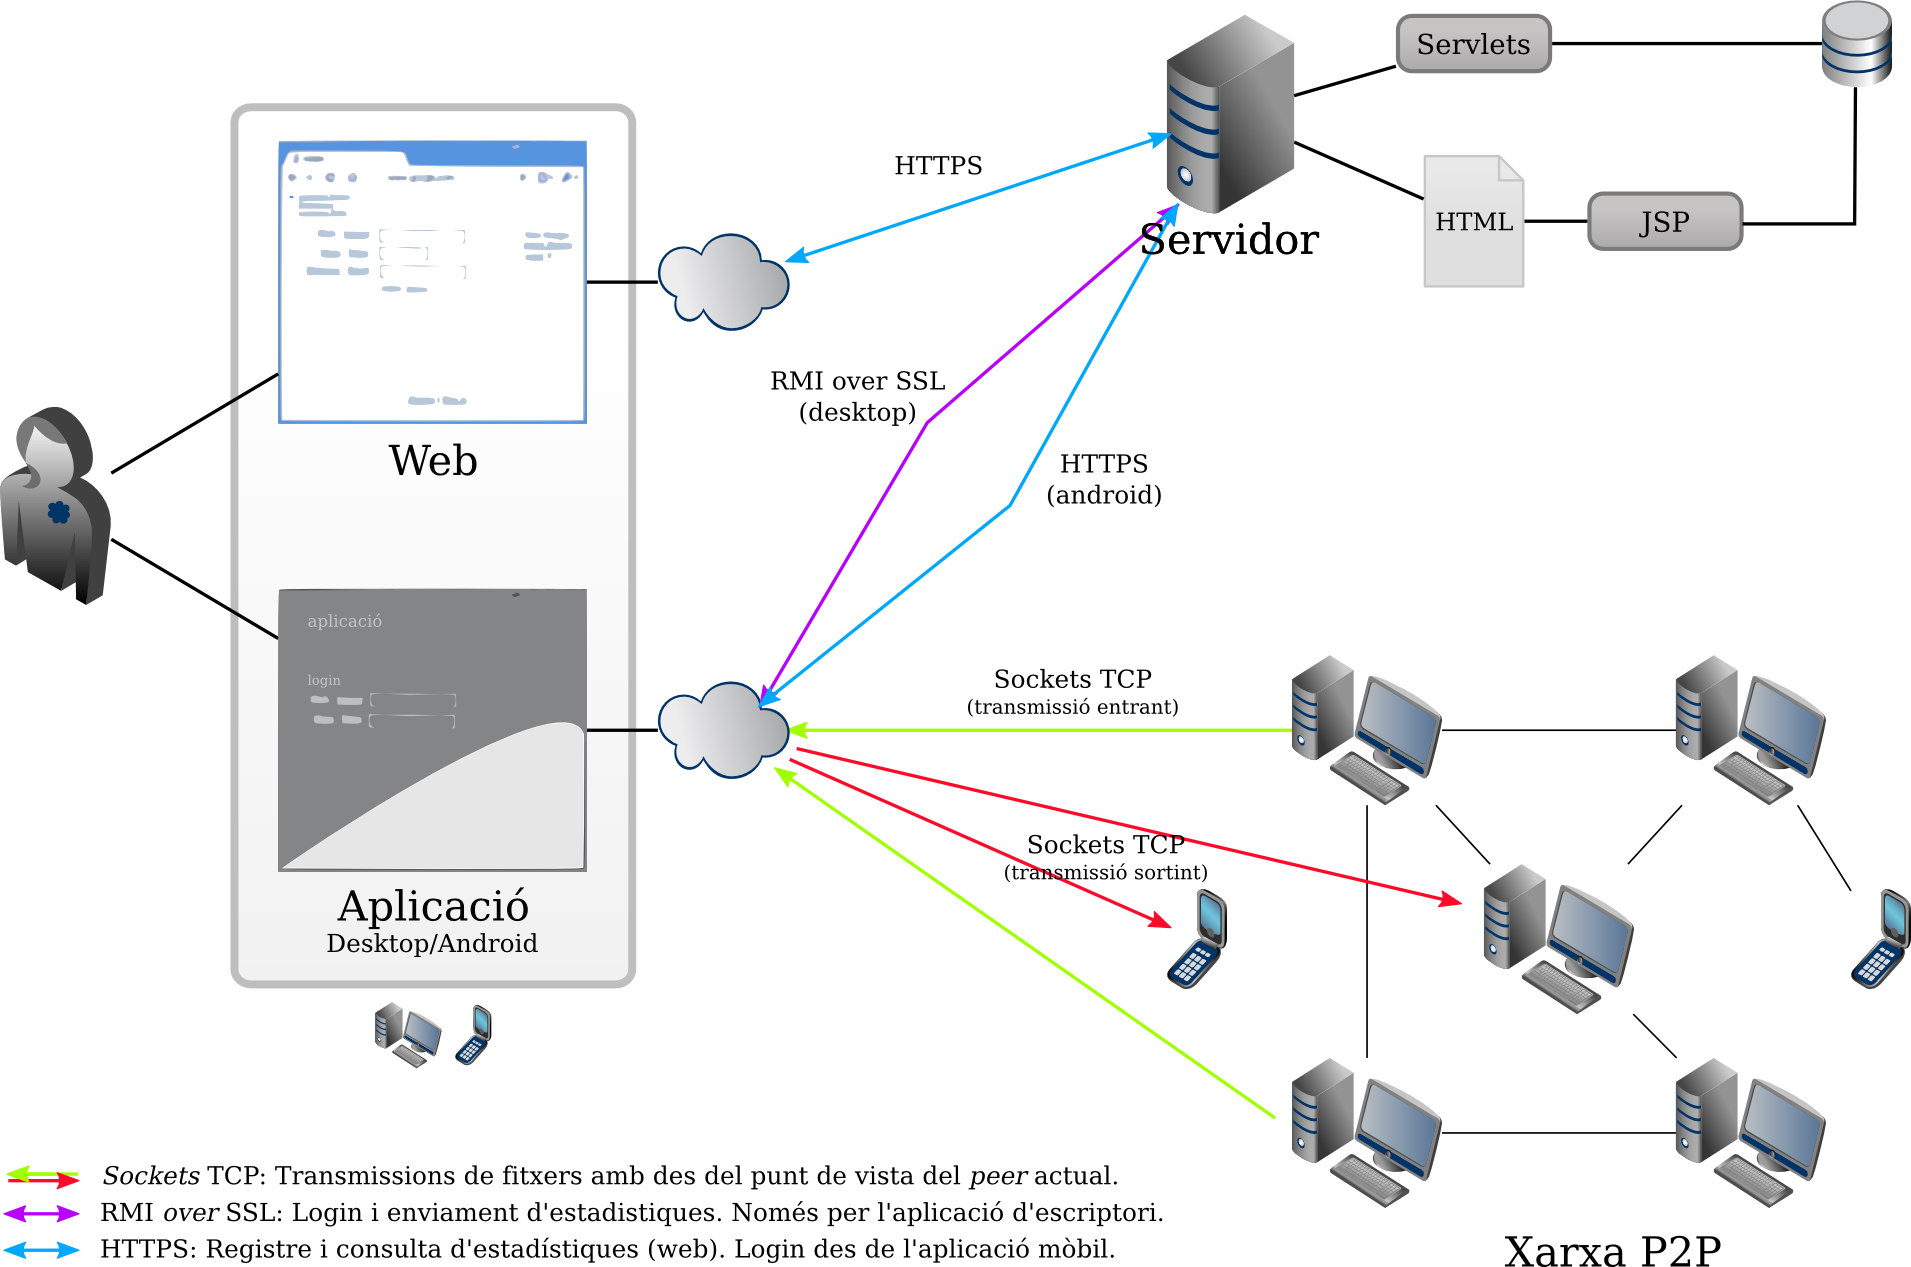 Servlets
HTTPS
HTML
JSP
Servidor
RMI over SSL
(desktop)
Web
HTTPS
(android)
aplicació
login
Sockets TCP
(transmissió entrant)
Sockets TCP
(transmissió sortint)
Aplicació
Desktop/Android
Sockets TCP: Transmissions de fitxers amb des del punt de vista del peer actual.
RMI over SSL: Login i enviament d'estadistiques. Només per l'aplicació d'escriptori.
HTTPS: Registre i consulta d'estadístiques (web). Login des de l'aplicació mòbil.
Xarxa P2P